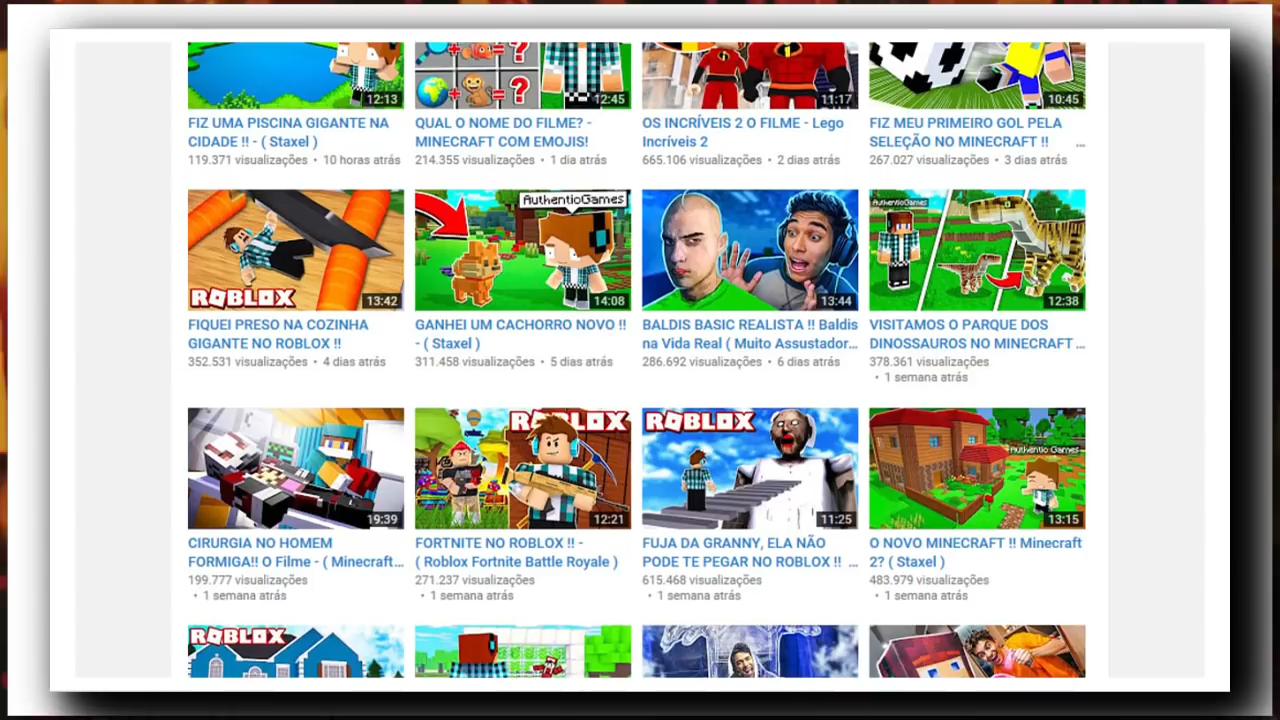 12:13
12:45
11:17
10:45
FIZ UMA PISCINA GIGANTE NA
CIDADE !! - ( Staxel )
119.371 visualizações • 10 horas atrás
QUAL O NOME DO FILME? -
MINECRAFT COM EMOJIS!
214.355 visualizações • 1 dia atrás
OS INCRÍVEIS 2 O FILME - Lego
Incríveis 2
665.106 visualizações • 2 dias atrás
FIZ MEU PRIMEIRO GOL PELA
SELEÇÃO NO MINECRAFT !! ...
267.027 visualizações • 3 dias atrás
ROBLOX
13:42
AuthenticGames
14:08
13:44
AuthenticGames
12:38
FIQUEI PRESO NA COZINHA
GIGANTE NO ROBLOX !!
352.531 visualizações • 4 dias atrás
GANHEI UM CACHORRO NOVO !!
- ( Staxel )
311.458 visualizações • 5 dias atrás
BALDIS BASIC REALISTA !! Baldis
na Vida Real ( Muito Assustador...
286.692 visualizações • 6 dias atrás
VISITAMOS O PARQUE DOS
DINOSSAUROS NO MINECRAFT ...
378.361 visualizações
• 1 semana atrás
19:39
ROBLOX
12:21
ROBLOX
11:25
Authentic Games
13:15
CIRURGIA NO HOMEM
FORMIGA!! O Filme - ( Minecraft...
199.777 visualizações
• 1 semana atrás
FORTNITE NO ROBLOX !! -
( Roblox Fortnite Battle Royale )
271.237 visualizações
• 1 semana atrás
FUJA DA GRANNY, ELA NÃO
PODE TE PEGAR NO ROBLOX !! ...
615.468 visualizações
• 1 semana atrás
O NOVO MINECRAFT !! Minecraft
2? ( Staxel )
483.979 visualizações
• 1 semana atrás
ROBLOX